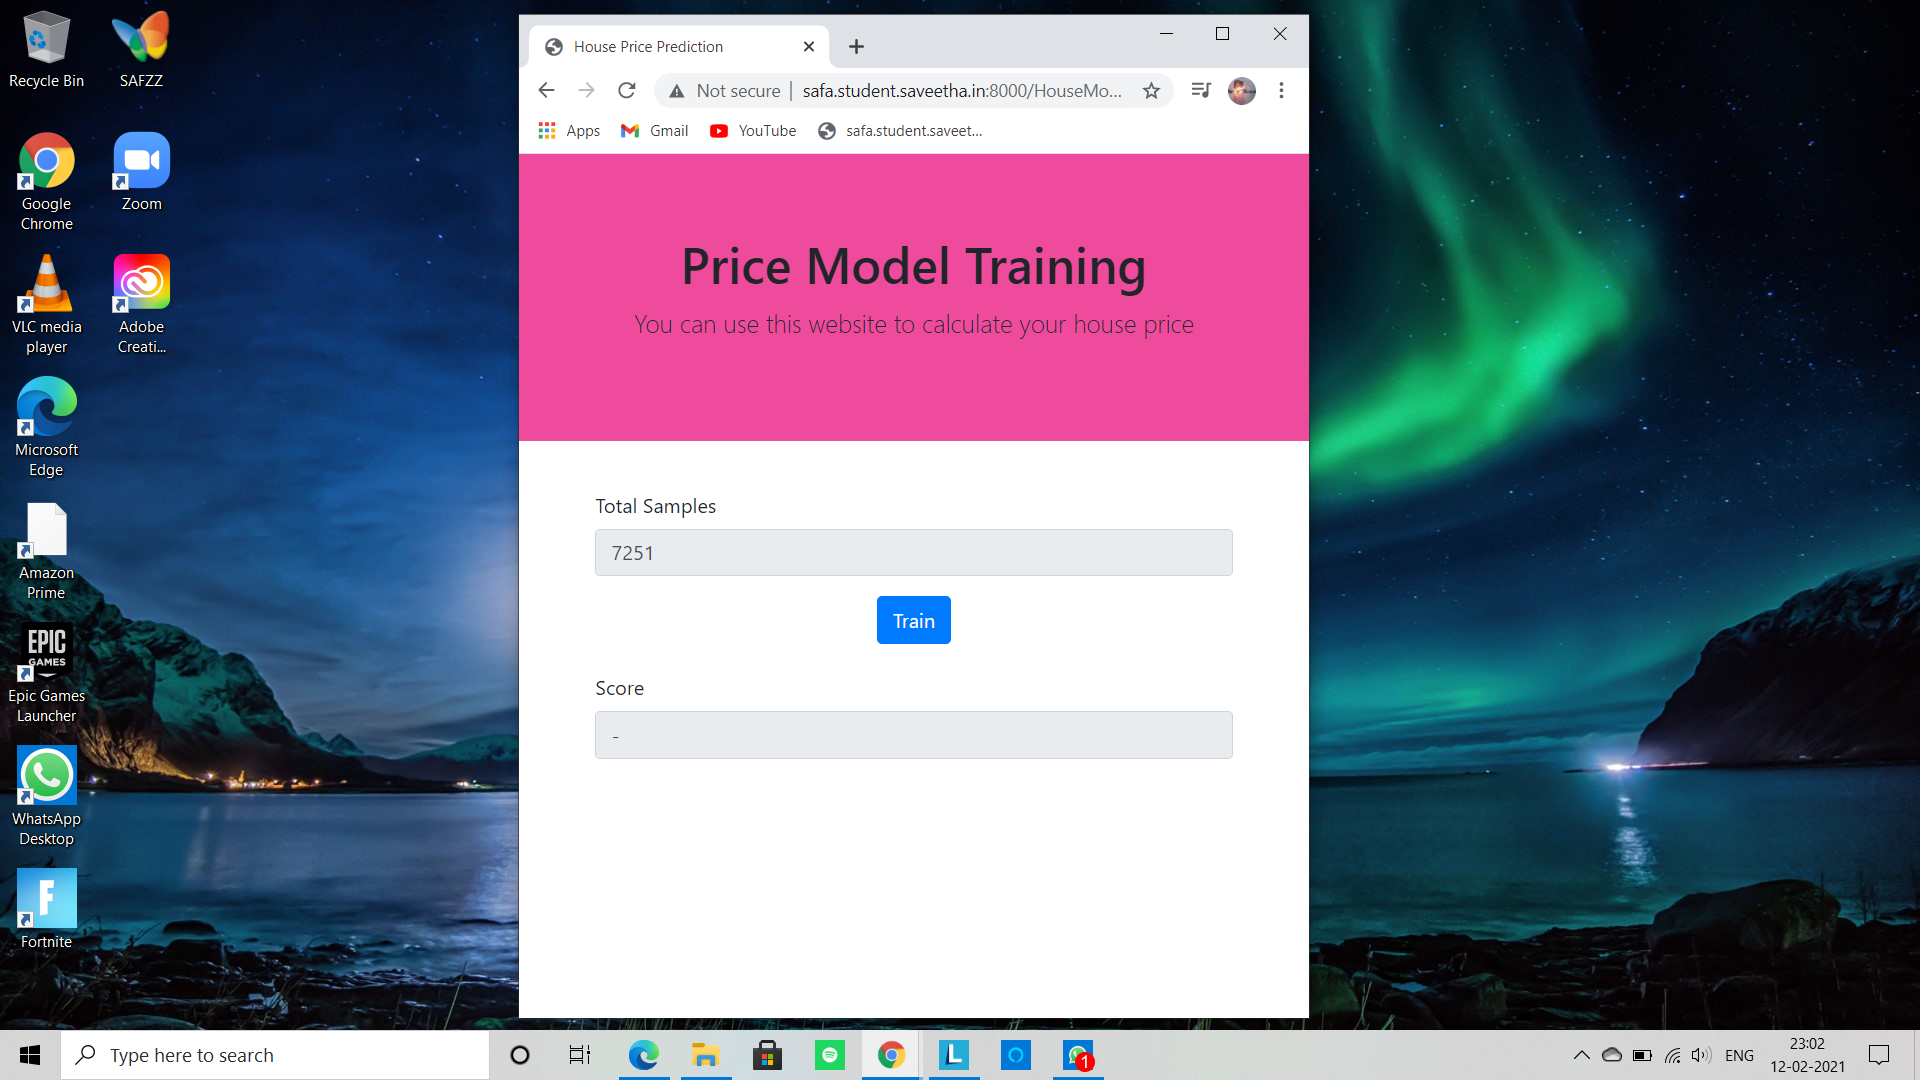 Recycle Bin
SAFZZ
Google
Chrome
Zoom
VLC media
player
Adobe
Creati...
Microsoft
Edge
Amazon
Prime
EPIC
GAMES
Epic Games
Launcher
WhatsApp
Desktop
F
Fortnite
House Price Prediction
Not secure | safa.student.saveetha.in:8000/HouseMo...
Apps
Gmail
YouTube
safa.student.saveet...
Price Model Training
You can use this website to calculate your house price
Total Samples
7251
Train
Score
-
Type here to search
L
1
ENG
23:02
12-02-2021